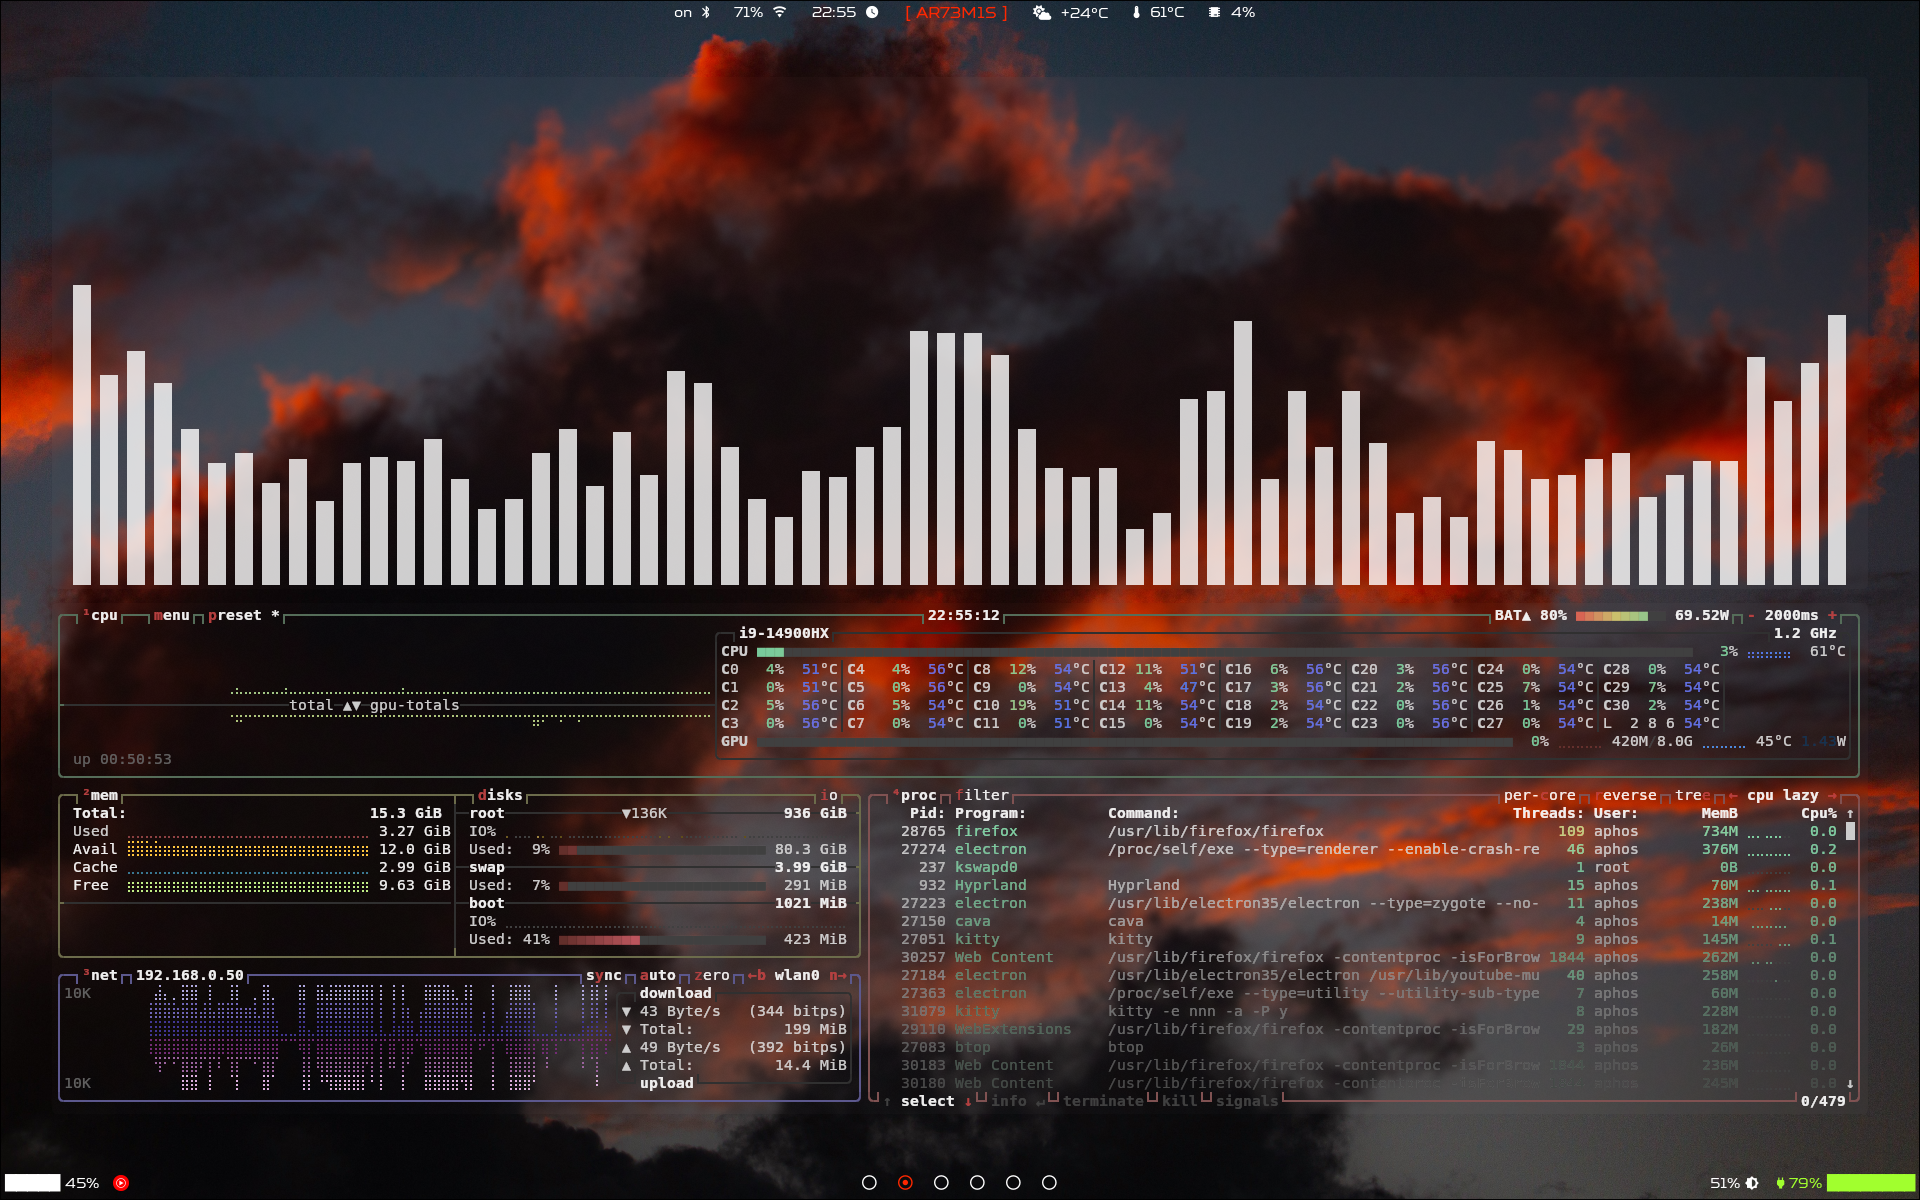 on 71% 22:55 [ AR73M1S ] +24°C 61°C 4%
¹cpu menu preset * 22:55:12 BAT▲ 80% 69.52W - 2000ms +
i9-14900HX 1.2 GHz
CPU 3% 61°C
C0 4% 51°C C4 4% 56°C C8 12% 54°C C12 11% 51°C C16 6% 56°C C20 3% 56°C C24 0% 54°C C28 0% 54°C
C1 0% 51°C C5 0% 56°C C9 0% 54°C C13 4% 47°C C17 3% 56°C C21 2% 56°C C25 7% 54°C C29 7% 54°C
C2 5% 56°C C6 5% 54°C C10 19% 51°C C14 11% 54°C C18 2% 54°C C22 0% 56°C C26 1% 54°C C30 2% 54°C
C3 0% 56°C C7 0% 54°C C11 0% 51°C C15 0% 54°C C19 2% 54°C C23 0% 56°C C27 0% 54°C L 2 8 6 54°C
GPU 0% 420M/8.0G 45°C 1.43W
total ▲▼ gpu-totals
up 00:50:53
²mem
Total: 15.3 GiB
Used 3.27 GiB
Avail 12.0 GiB
Cache 2.99 GiB
Free 9.63 GiB
disks io
root ▼136K 936 GiB
IO%
Used: 9% 80.3 GiB
swap 3.99 GiB
Used: 7% 291 MiB
boot 1021 MiB
IO%
Used: 41% 423 MiB
³net 192.168.0.50 sync auto zero ←b wlan0 n→
10K
download
▼ 43 Byte/s (344 bitps)
▼ Total: 199 MiB
▲ 49 Byte/s (392 bitps)
▲ Total: 14.4 MiB
10K
upload
⁴proc filter per-core reverse tree ← cpu lazy →
Pid: Program: Command: Threads: User: MemB Cpu% ↑
28765 firefox /usr/lib/firefox/firefox 109 aphos 734M 0.0
27274 electron /proc/self/exe --type=renderer --enable-crash-re 46 aphos 376M 0.2
237 kswapd0 1 root 0B 0.0
932 Hyprland Hyprland 15 aphos 70M 0.1
27223 electron /usr/lib/electron35/electron --type=zygote --no- 11 aphos 238M 0.0
27150 cava cava 4 aphos 14M 0.0
27051 kitty kitty 9 aphos 145M 0.1
30257 Web Content /usr/lib/firefox/firefox -contentproc -isForBrow 1844 aphos 262M 0.0
27184 electron /usr/lib/electron35/electron /usr/lib/youtube-mu 40 aphos 258M 0.0
27363 electron /proc/self/exe --type=utility --utility-sub-type 7 aphos 60M 0.0
31079 kitty kitty -e nnn -a -P y 8 aphos 228M 0.0
29110 WebExtensions /usr/lib/firefox/firefox -contentproc -isForBrow 29 aphos 182M 0.0
27083 btop btop 3 aphos 26M 0.0
30183 Web Content /usr/lib/firefox/firefox -contentproc -isForBrow 1844 aphos 236M 0.0
30180 Web Content /usr/lib/firefox/firefox -contentproc -isForBrow aphos 245M 0.0 ↓
↑ select ↓ info ↵ terminate kill signals 0/479
45% 51% 79%